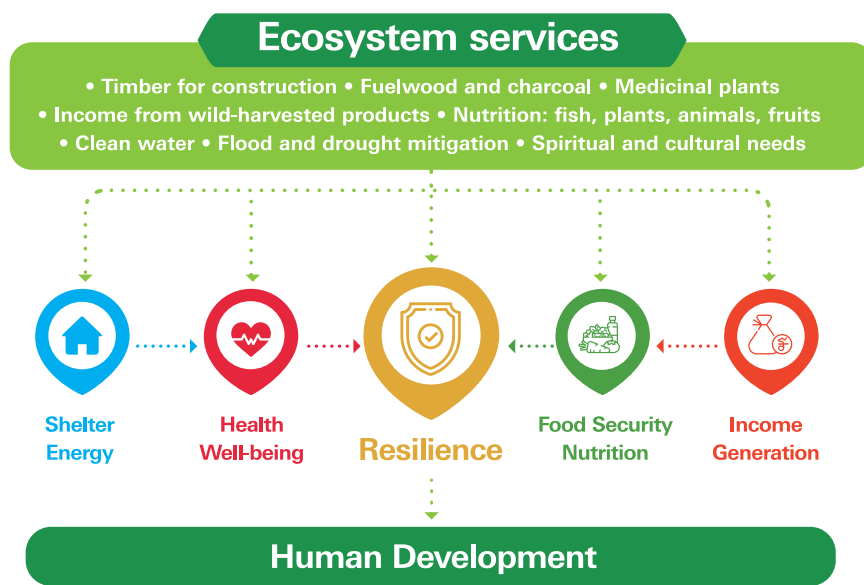 Ecosystem services
• Timber for construction • Fuelwood and charcoal • Medicinal plants
• Income from wild-harvested products • Nutrition: fish, plants, animals, fruits
• Clean water • Flood and drought mitigation • Spiritual and cultural needs
Shelter
Energy
Health
Well-being
Resilience
Food Security
Nutrition
Income
Generation
Human Development